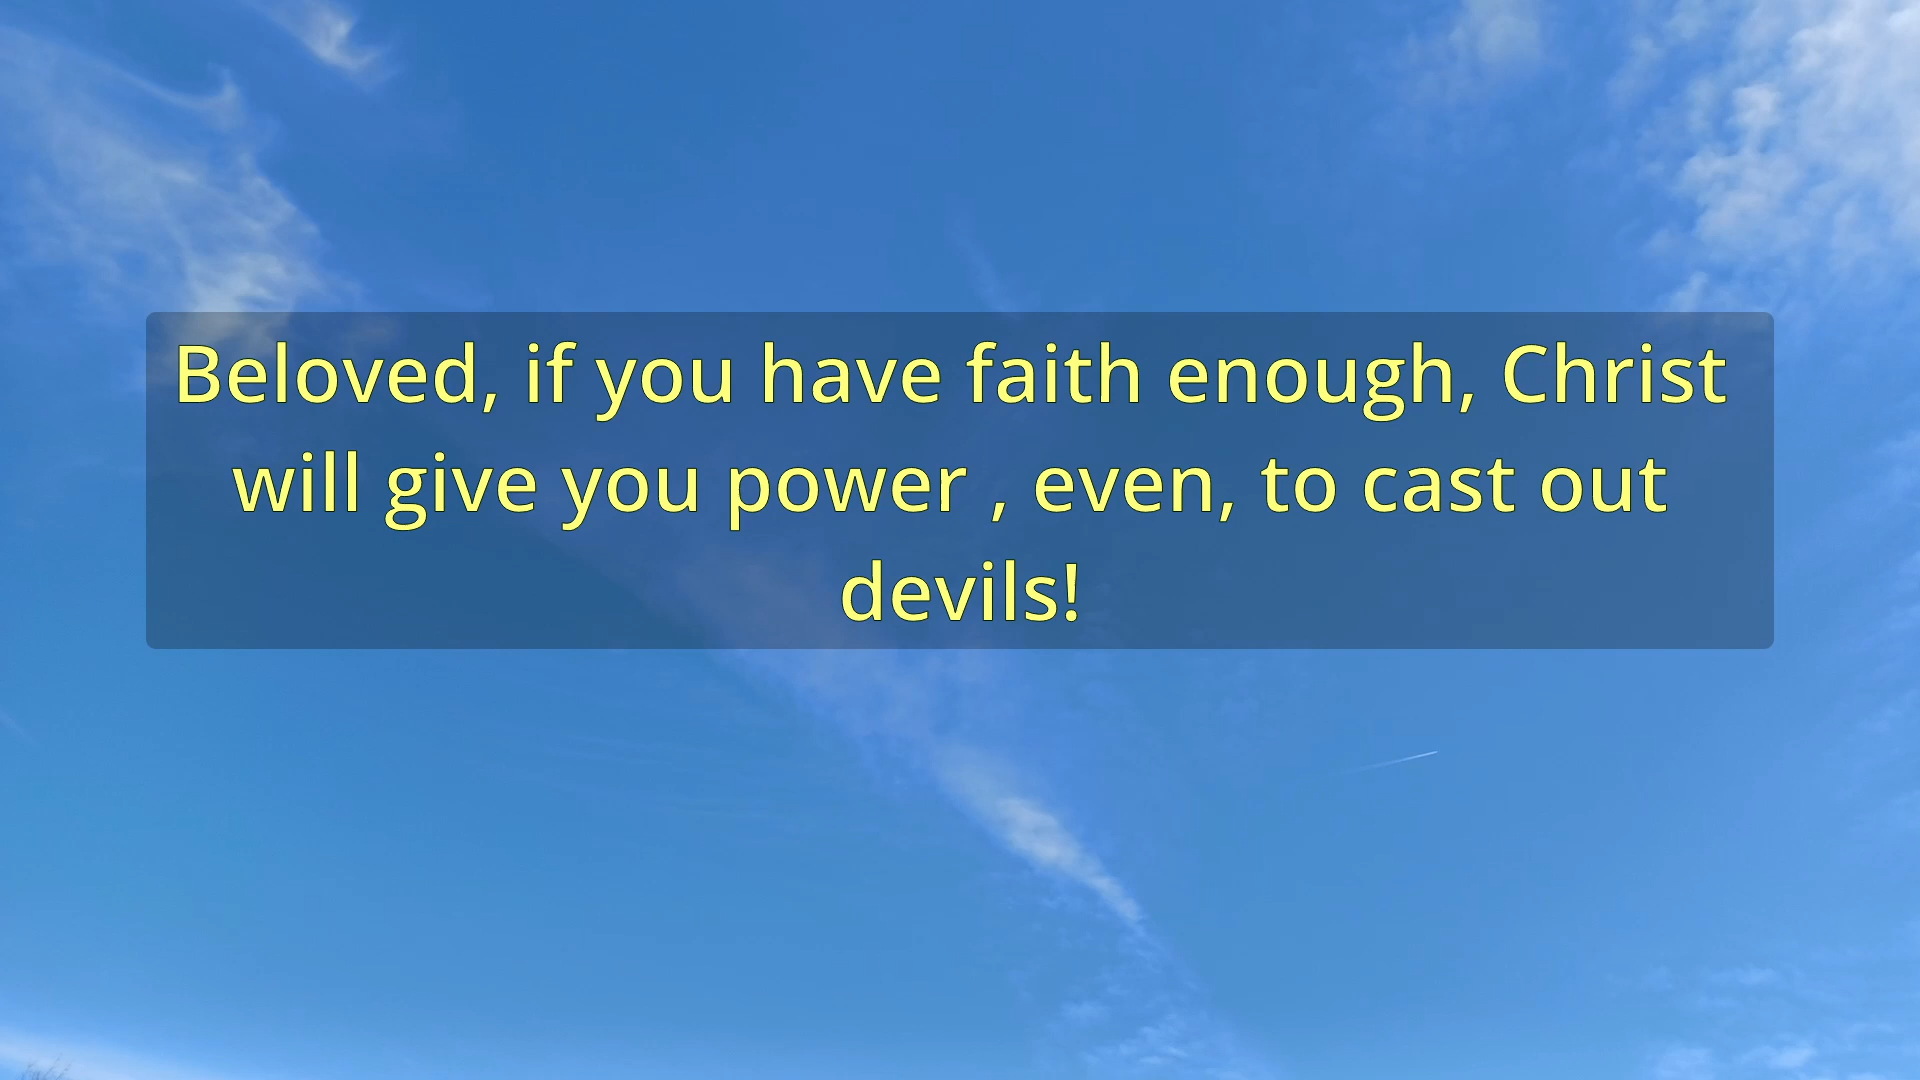 Beloved, if you have faith enough, Christ
will give you power , even, to cast out
devils!